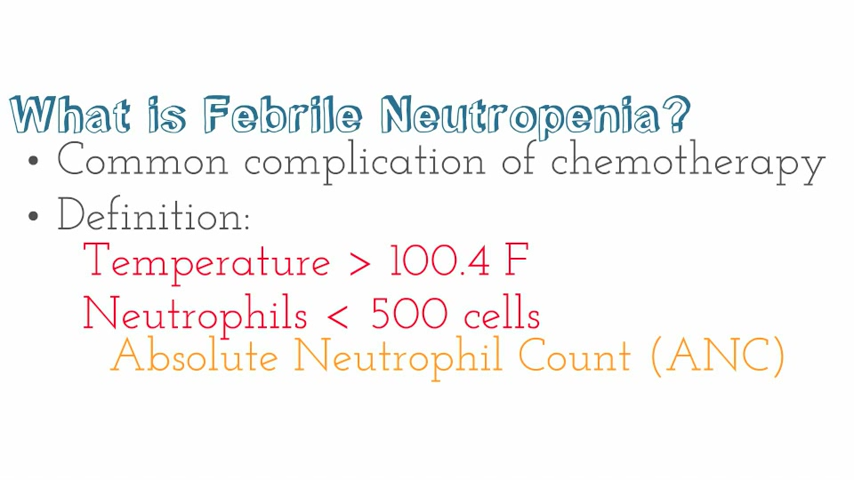 What is Febrile Neutropenia?
• Common complication of chemotherapy
• Definition:
Temperature > 100.4 F
Neutrophils < 500 cells
Absolute Neutrophil Count (ANC)